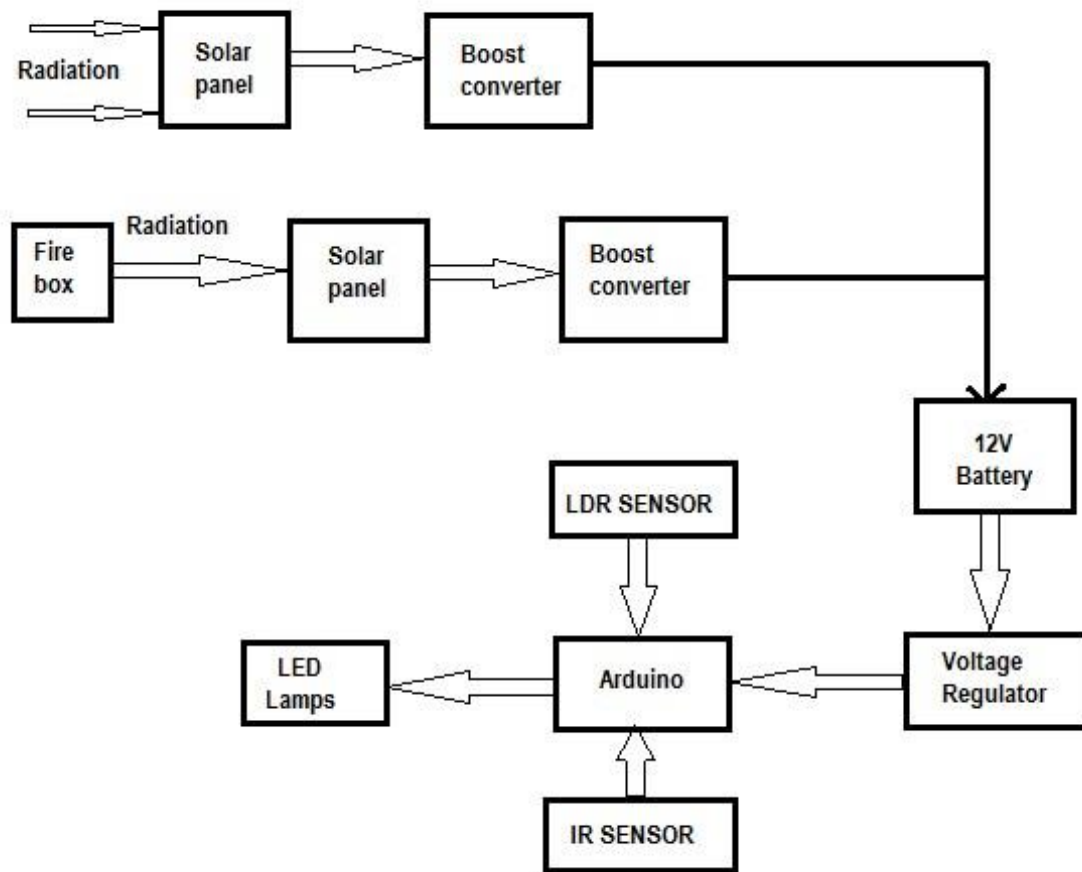 Radiation
Solar
panel
Boost
converter
Fire
box
Radiation
Solar
panel
Boost
converter
12V
Battery
LDR SENSOR
LED
Lamps
Arduino
Voltage
Regulator
IR SENSOR